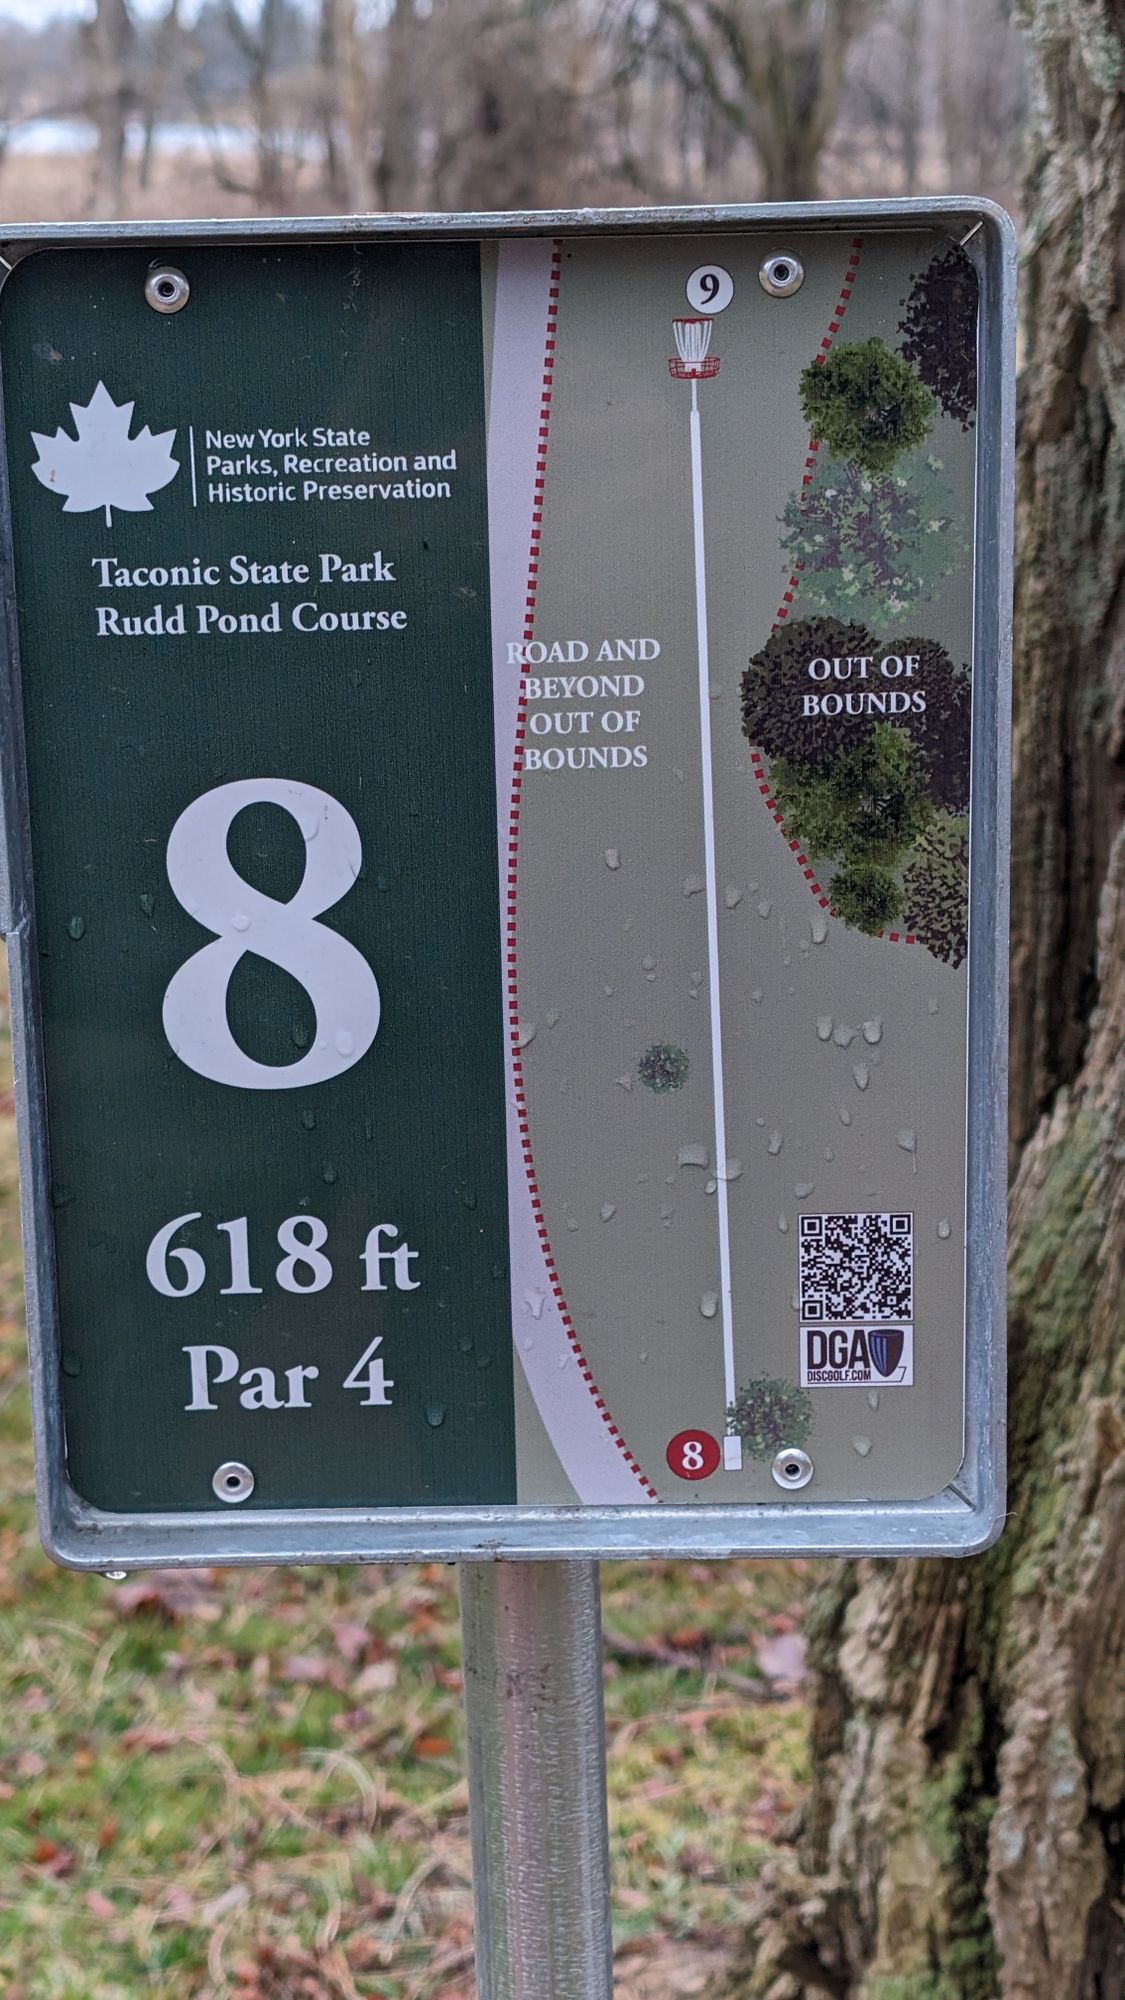 New York State
Parks, Recreation and
Historic Preservation
Taconic State Park
Rudd Pond Course
8
618 ft
Par 4
9
ROAD AND
BEYOND
OUT OF
BOUNDS
OUT OF
BOUNDS
DGA
DISCGOLF.COM
8